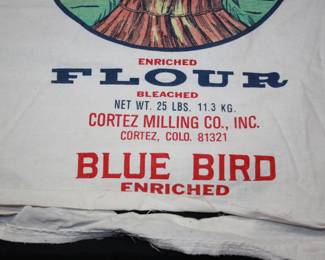 ENRICHED
FLOUR
BLEACHED
NET WT. 25 LBS. 11.3 KG.
CORTEZ MILLING CO., INC.
CORTEZ, COLO. 81321
BLUE BIRD
ENRICHED